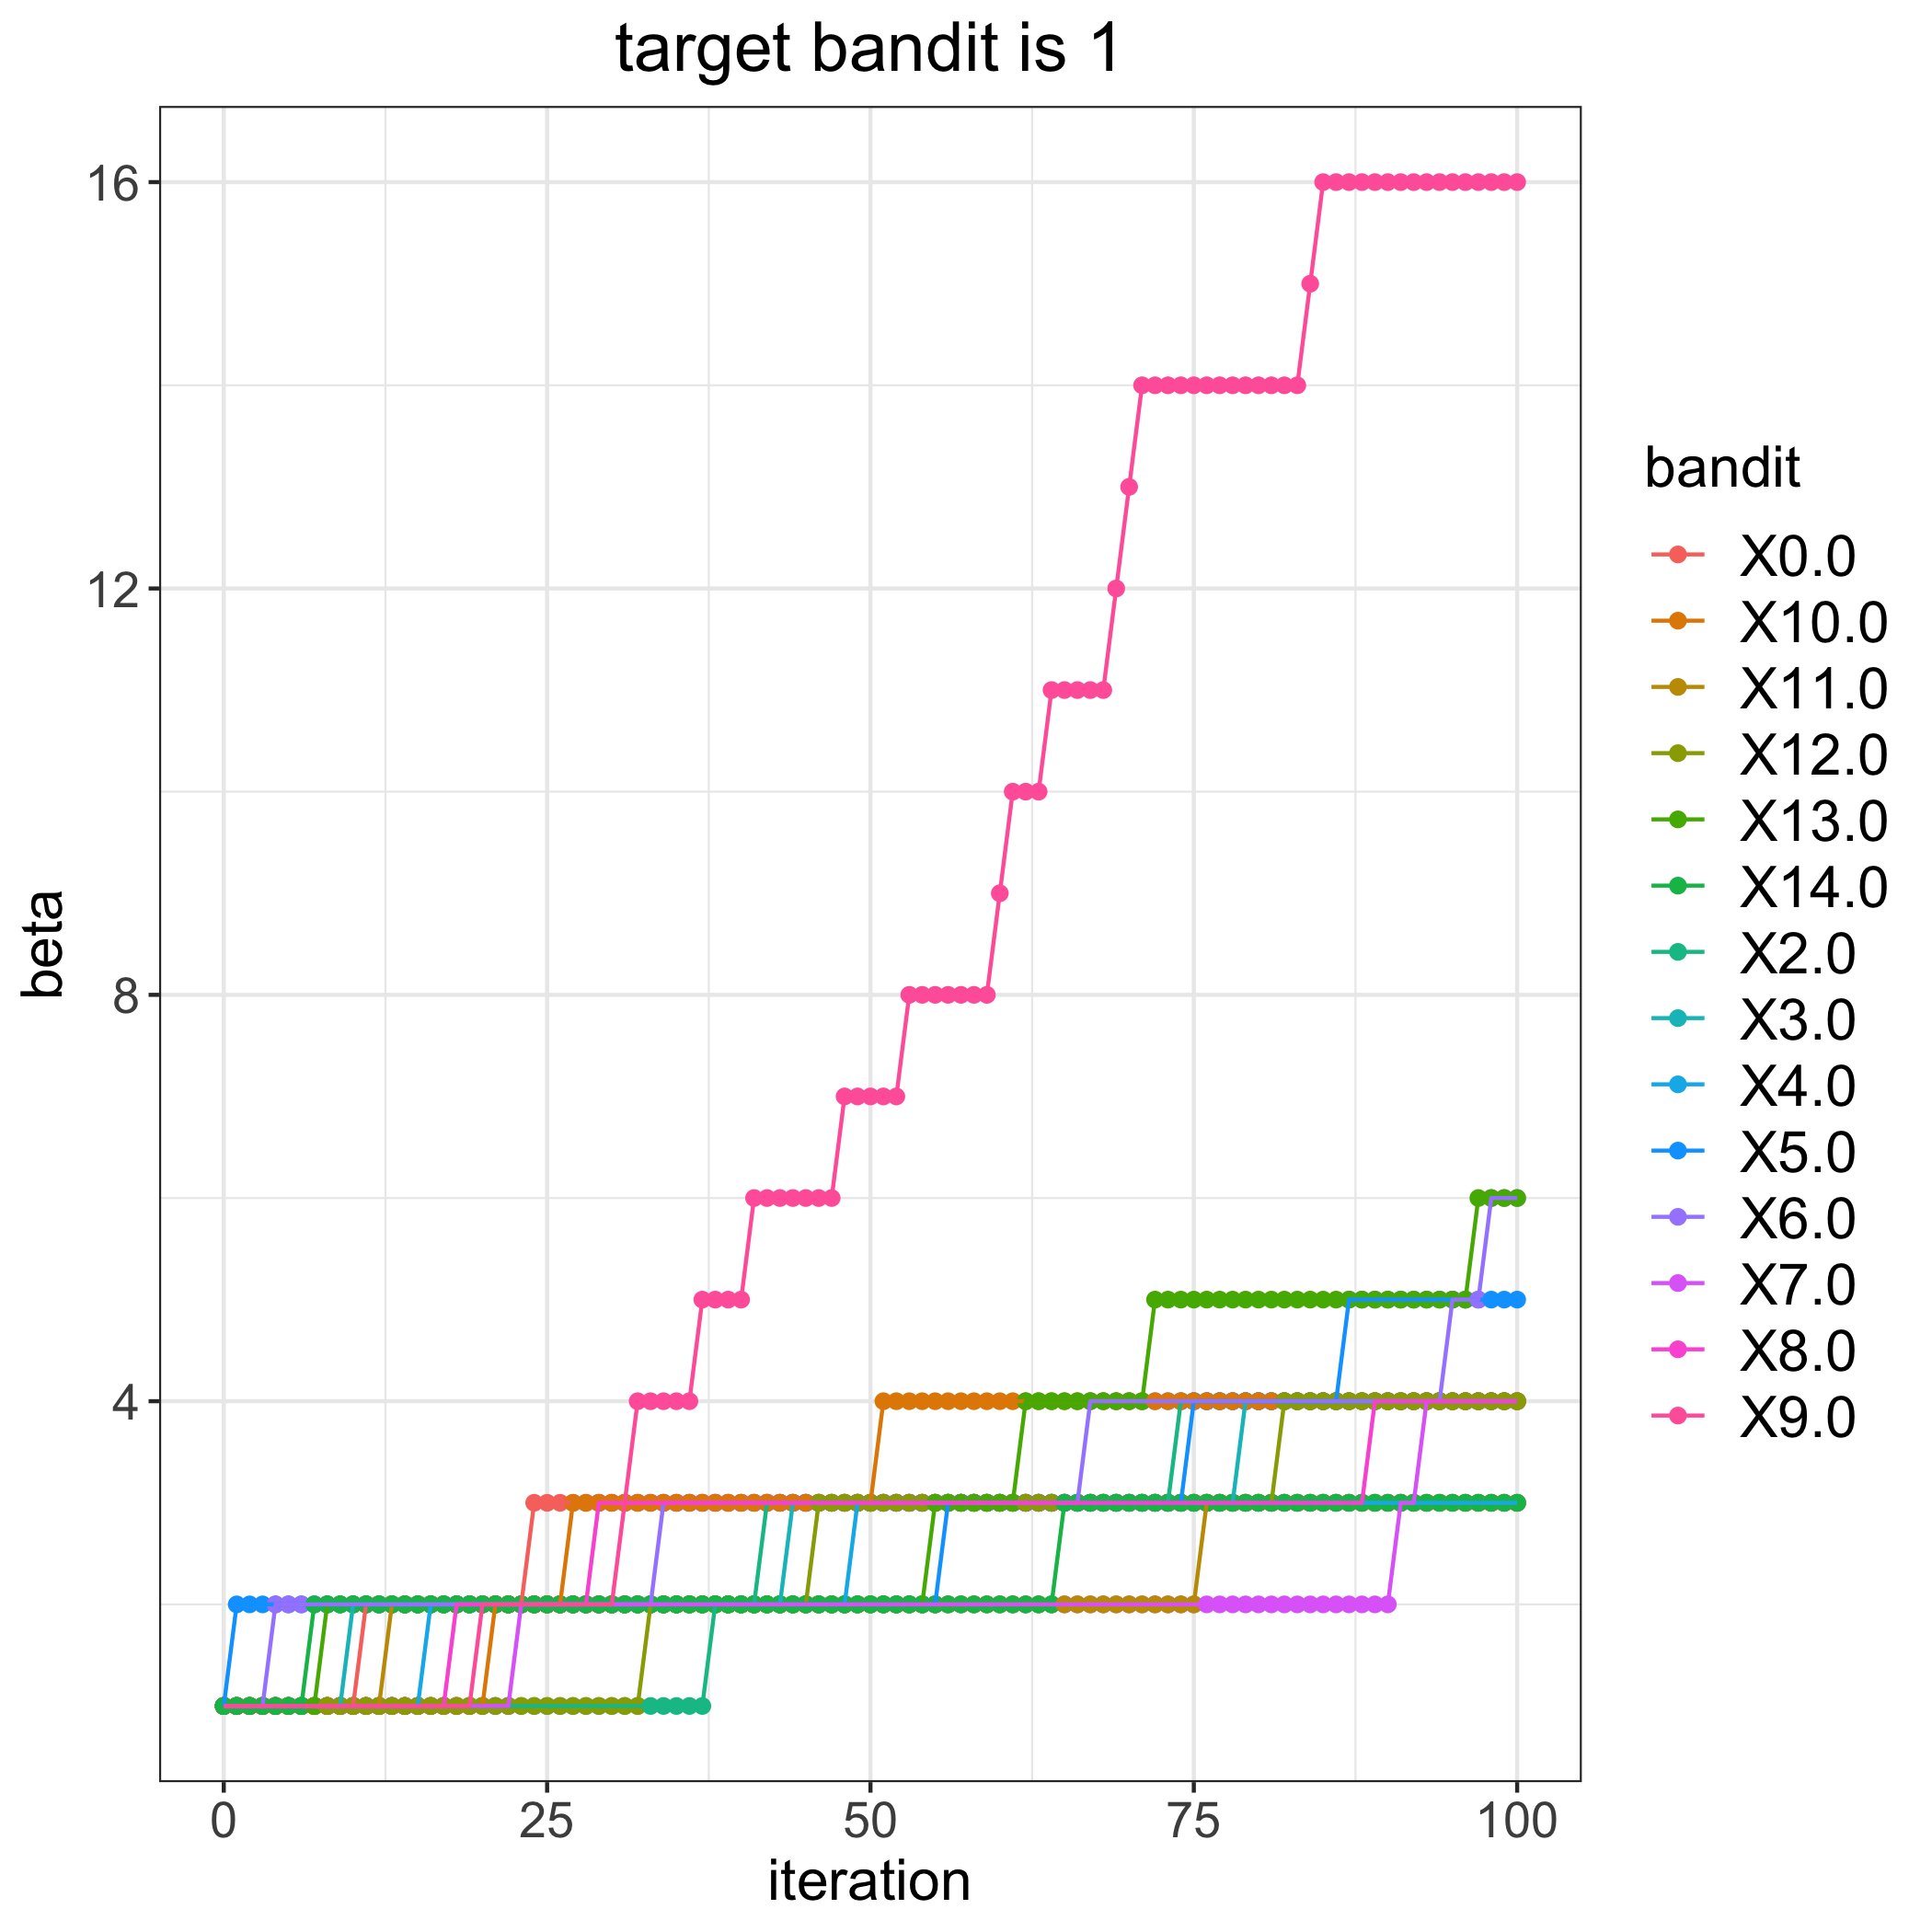 target bandit is 1
16
12
8
4
beta
0 25 50 75 100
iteration
bandit
X0.0
X10.0
X11.0
X12.0
X13.0
X14.0
X2.0
X3.0
X4.0
X5.0
X6.0
X7.0
X8.0
X9.0